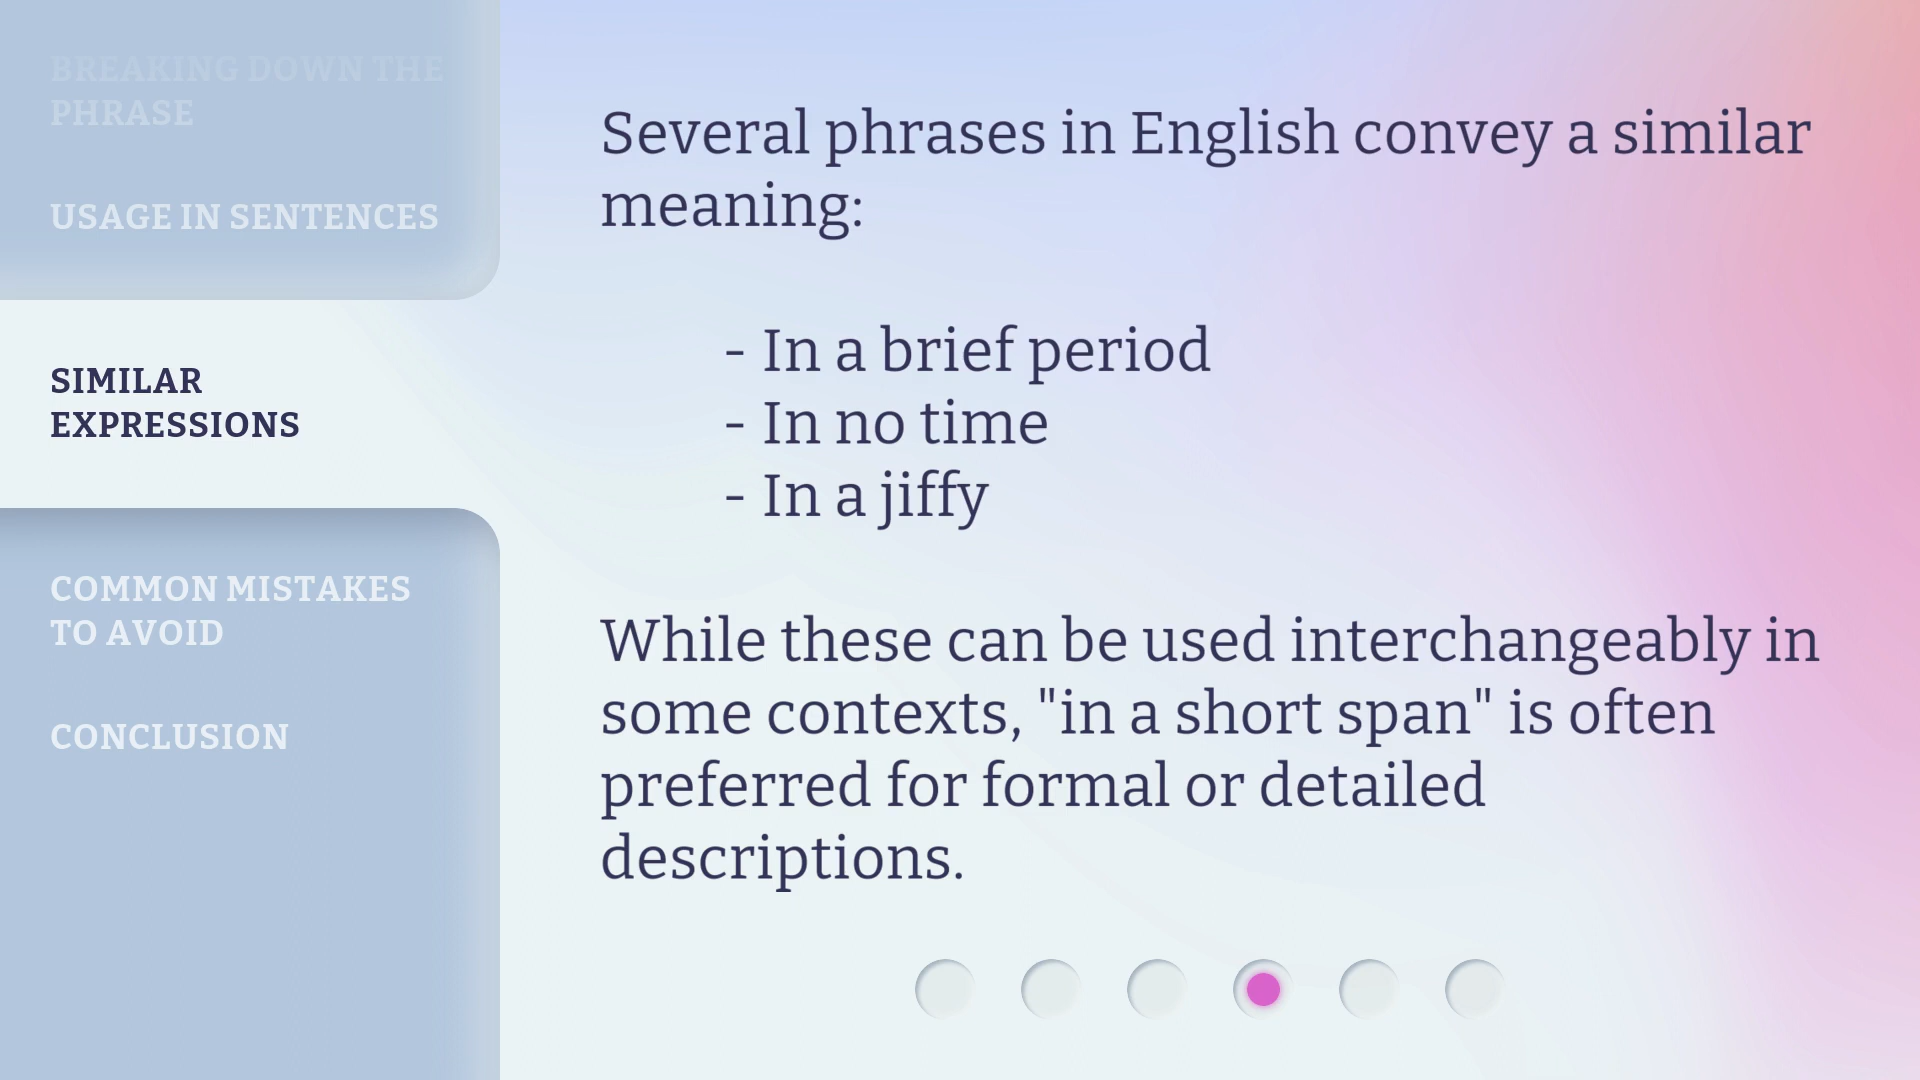 BREAKING DOWN THE
PHRASE
USAGE IN SENTENCES
SIMILAR
EXPRESSIONS
COMMON MISTAKES
TO AVOID
CONCLUSION
Several phrases in English convey a similar
meaning:
- In a brief period
- In no time
- In a jiffy
While these can be used interchangeably in
some contexts, "in a short span" is often
preferred for formal or detailed
descriptions.